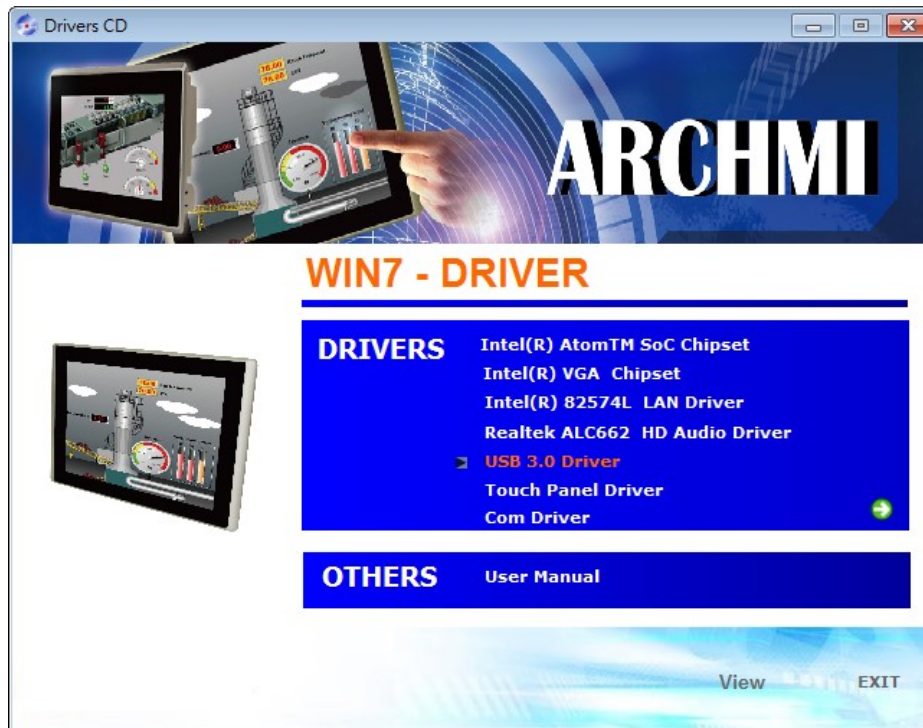 Drivers CD
ARCHMI
WIN7 - DRIVER
DRIVERS
Intel(R) AtomTM SoC Chipset
Intel(R) VGA Chipset
Intel(R) 82574L LAN Driver
Realtek ALC662 HD Audio Driver
USB 3.0 Driver
Touch Panel Driver
Com Driver
OTHERS
User Manual
View
EXIT